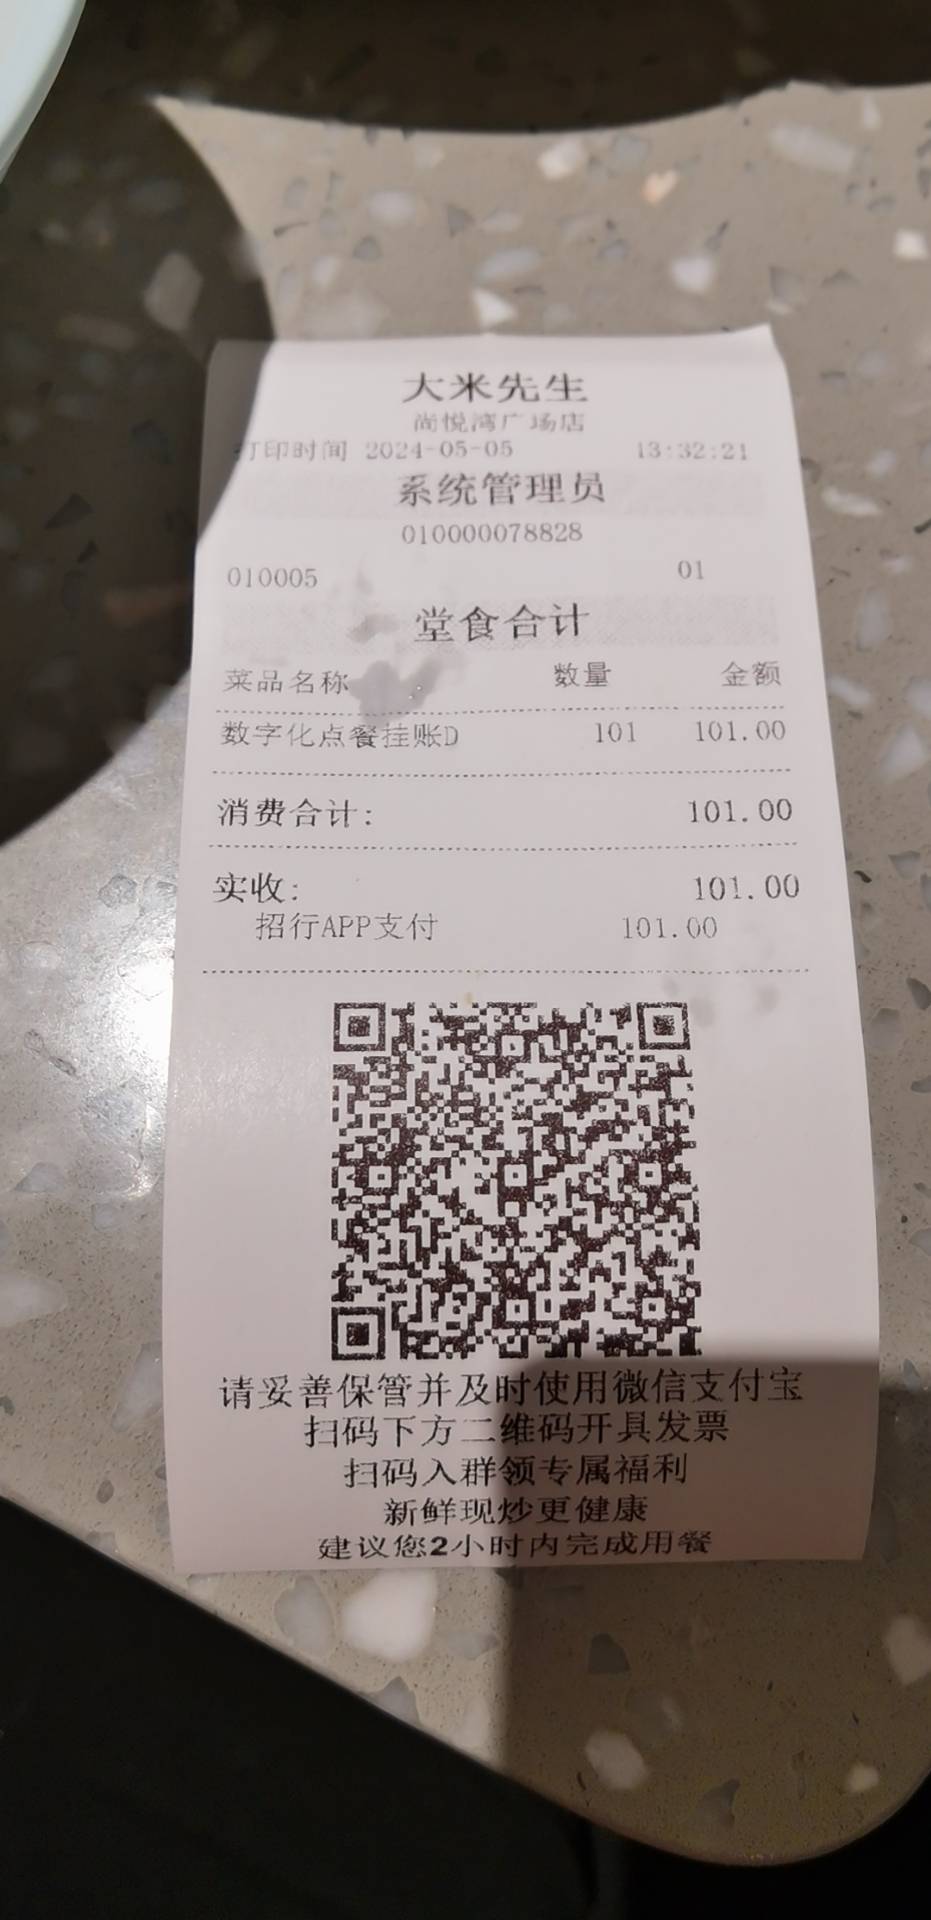 大米先生
尚悦湾广场店
打印时间 2024-05-05 13:32:21
系统管理员
010000078828
010005 01
堂食合计
菜品名称 数量 金额
数字化点餐挂账D 101 101.00
消费合计: 101.00
实收: 101.00
招行APP支付 101.00
请妥善保管并及时使用微信支付宝
扫码下方二维码开具发票
扫码入群领专属福利
新鲜现炒更健康
建议您2小时内完成用餐